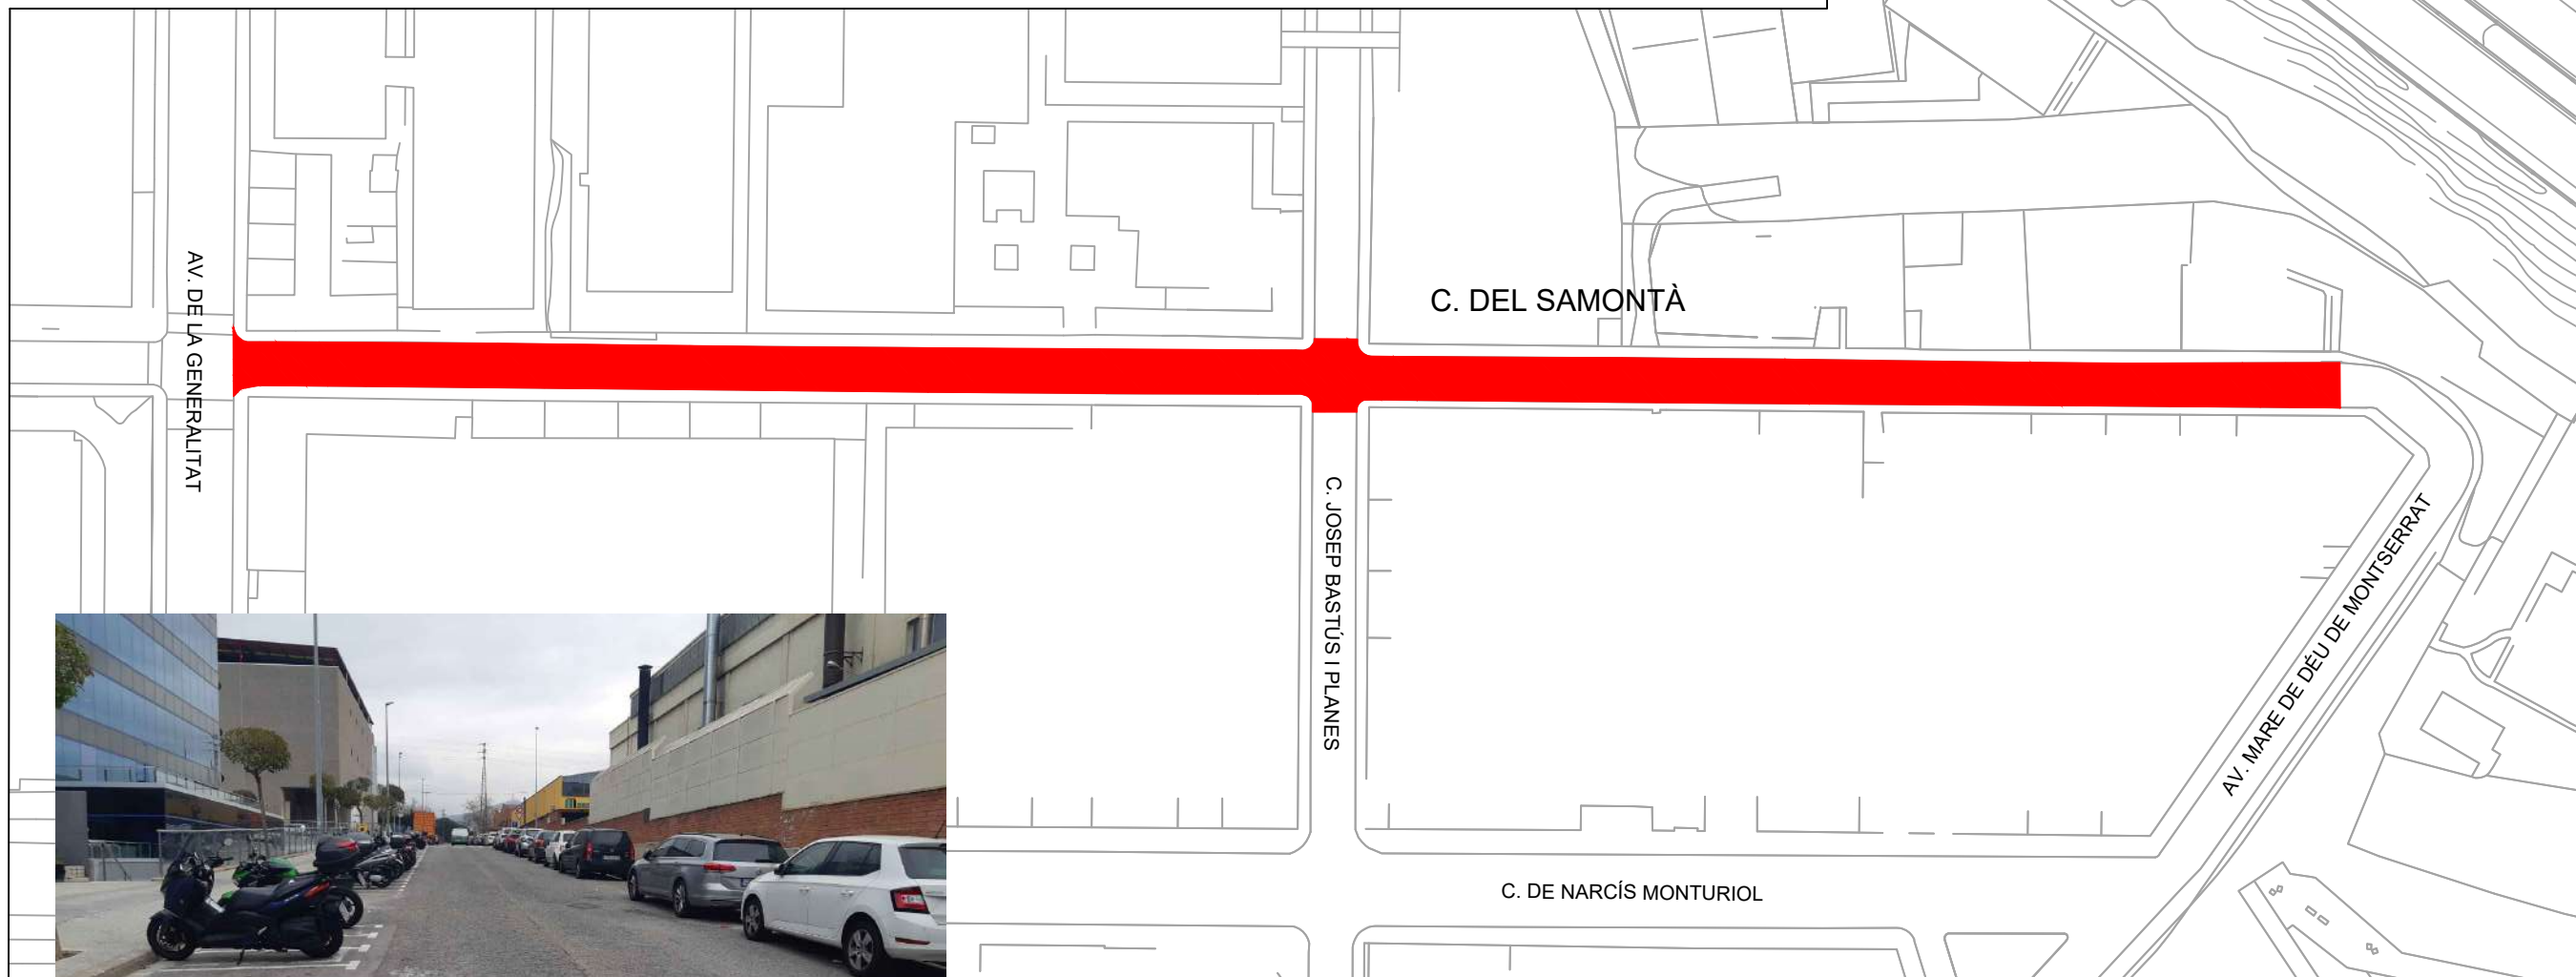 C. DEL SAMONTÀ
AV. DE LA GENERALITAT
C. JOSEP BASTÚS I PLANES
AV. MARE DE DÉU DE MONTSERRAT
C. DE NARCÍS MONTURIOL